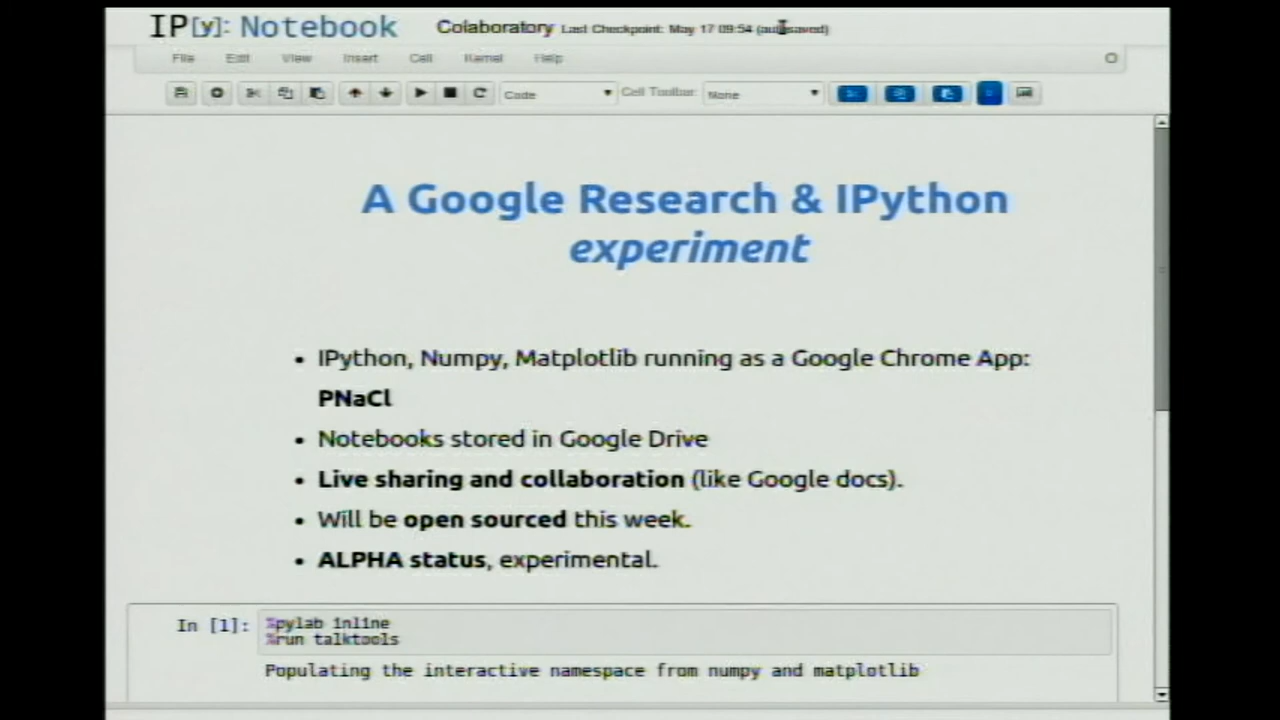 IP[y]: Notebook Colaboratory Last Checkpoint: May 17 09:54 (autosaved)
File Edit View Insert Cell Kernel Help
Code Cell Toolbar: None
A Google Research & IPython
experiment
• IPython, Numpy, Matplotlib running as a Google Chrome App:
PNaCl
• Notebooks stored in Google Drive
• Live sharing and collaboration (like Google docs).
• Will be open sourced this week.
• ALPHA status, experimental.
In [1]: %pylab inline
%run talktools
Populating the interactive namespace from numpy and matplotlib